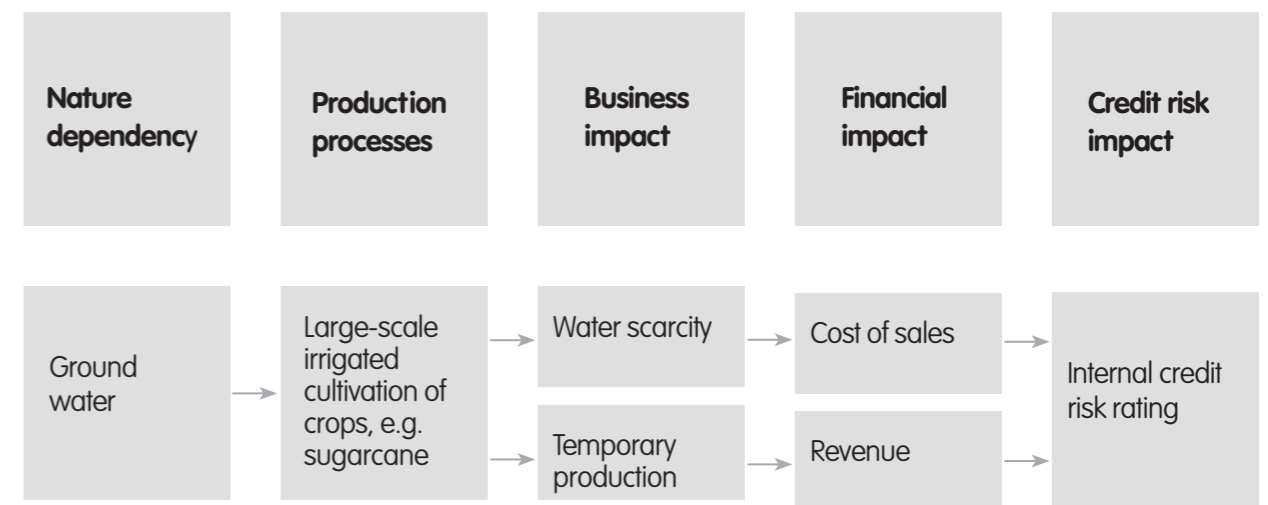 Nature
dependency
Production
processes
Business
impact
Financial
impact
Credit risk
impact
Ground
water
Large-scale
irrigated
cultivation of
crops, e.g.
sugarcane
Water scarcity
Temporary
production
Cost of sales
Revenue
Internal credit
risk rating